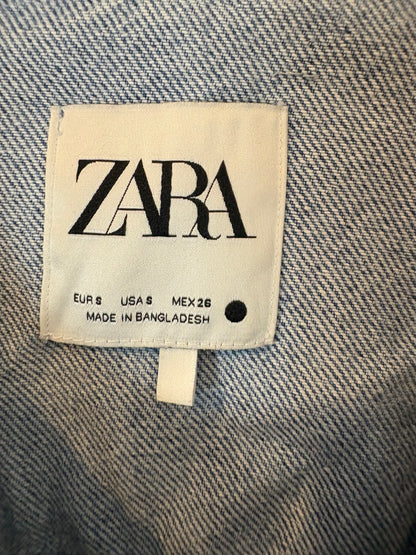 ZARA
EUR S USA S MEX 26
MADE IN BANGLADESH